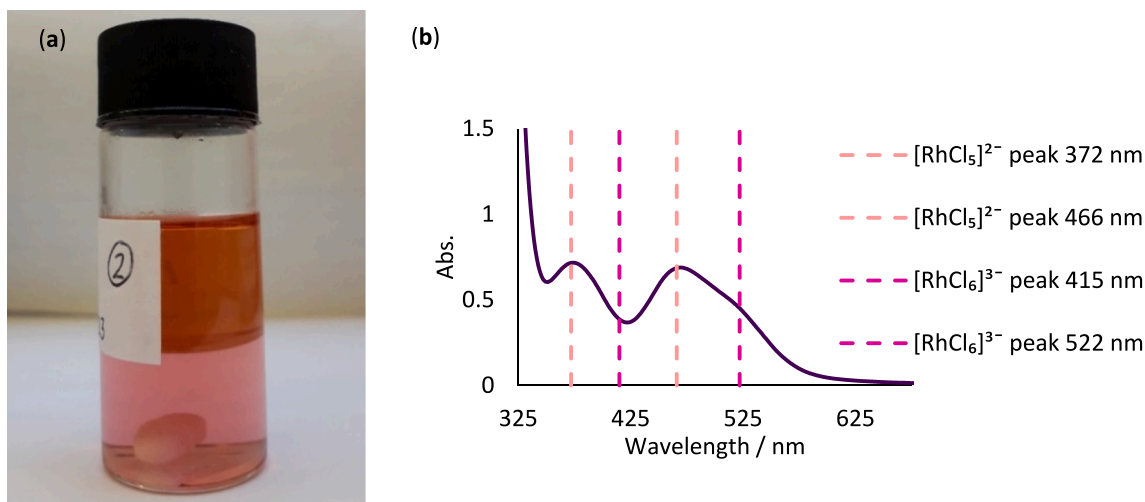 (a)
2
3
(b)
1.5
1
0.5
0
Abs.
325 425 525 625
Wavelength / nm
[RhCl₅]²⁻ peak 372 nm
[RhCl₅]²⁻ peak 466 nm
[RhCl₆]³⁻ peak 415 nm
[RhCl₆]³⁻ peak 522 nm